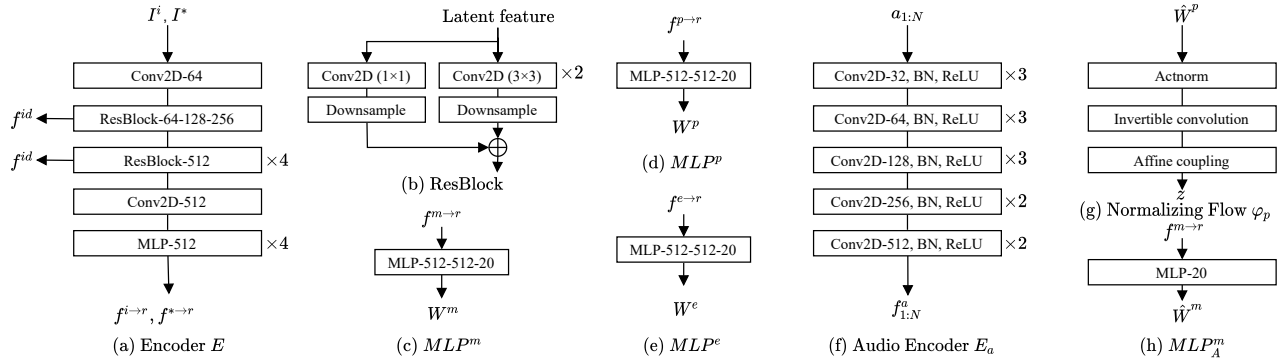 I^i, I^*
Conv2D-64
f^{id}
ResBlock-64-128-256
f^{id}
ResBlock-512
×4
Conv2D-512
MLP-512
×4
f^{i→r}, f^{*→r}
(a) Encoder E
Latent feature
Conv2D (1×1)
Conv2D (3×3)
×2
Downsample
Downsample
(b) ResBlock
f^{m→r}
MLP-512-512-20
W^m
(c) MLP^m
f^{p→r}
MLP-512-512-20
W^p
(d) MLP^p
f^{e→r}
MLP-512-512-20
W^e
(e) MLP^e
a_{1:N}
Conv2D-32, BN, ReLU
×3
Conv2D-64, BN, ReLU
×3
Conv2D-128, BN, ReLU
×3
Conv2D-256, BN, ReLU
×2
Conv2D-512, BN, ReLU
×2
f^a_{1:N}
(f) Audio Encoder E_a
Ŵ^p
Actnorm
Invertible convolution
Affine coupling
z
(g) Normalizing Flow φ_p
f^{m→r}
MLP-20
Ŵ^m
(h) MLP^m_A